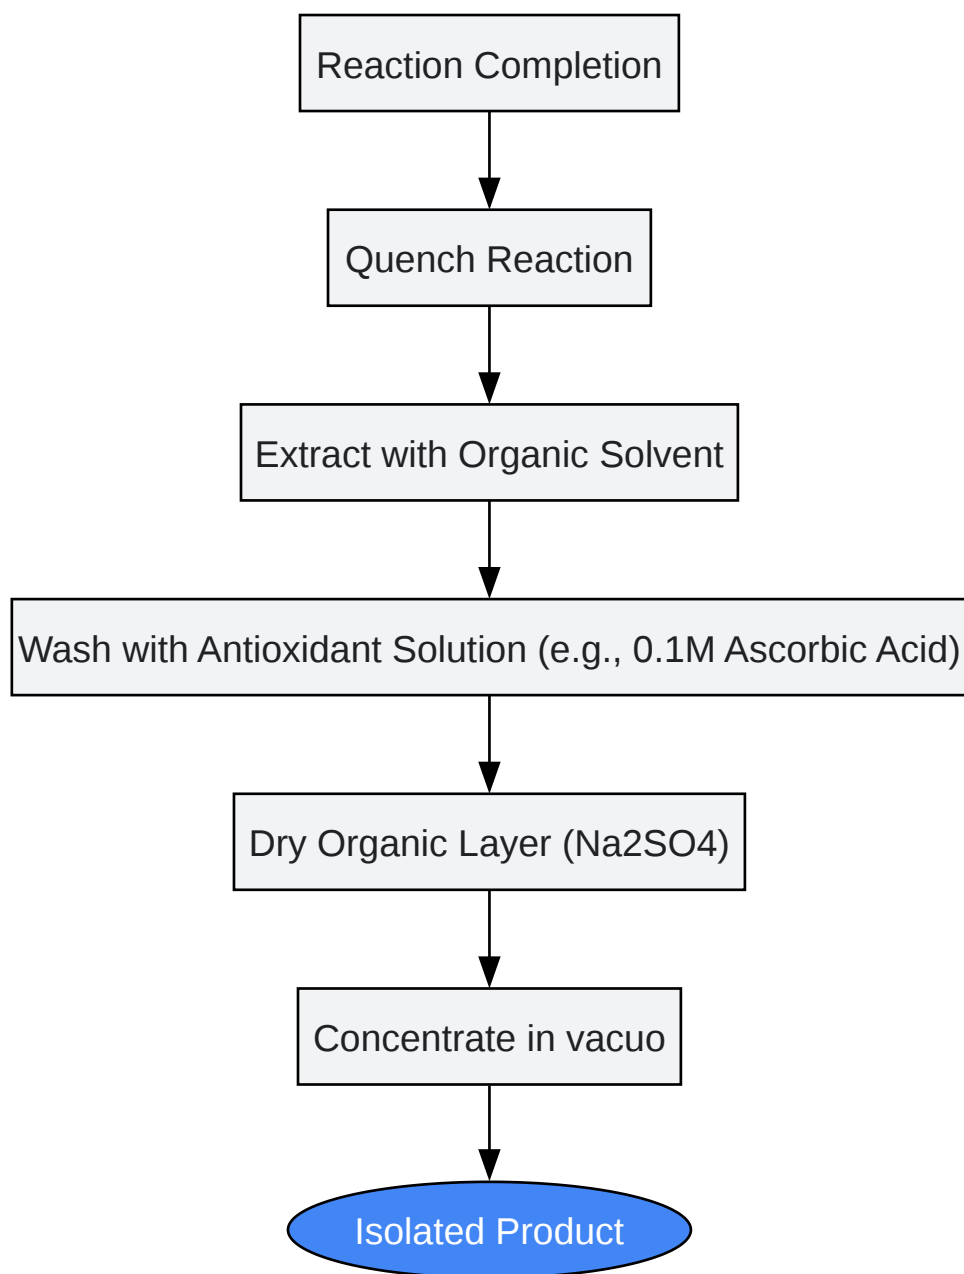 Reaction Completion
Quench Reaction
Extract with Organic Solvent
Wash with Antioxidant Solution (e.g., 0.1M Ascorbic Acid)
Dry Organic Layer (Na2SO4)
Concentrate in vacuo
Isolated Product